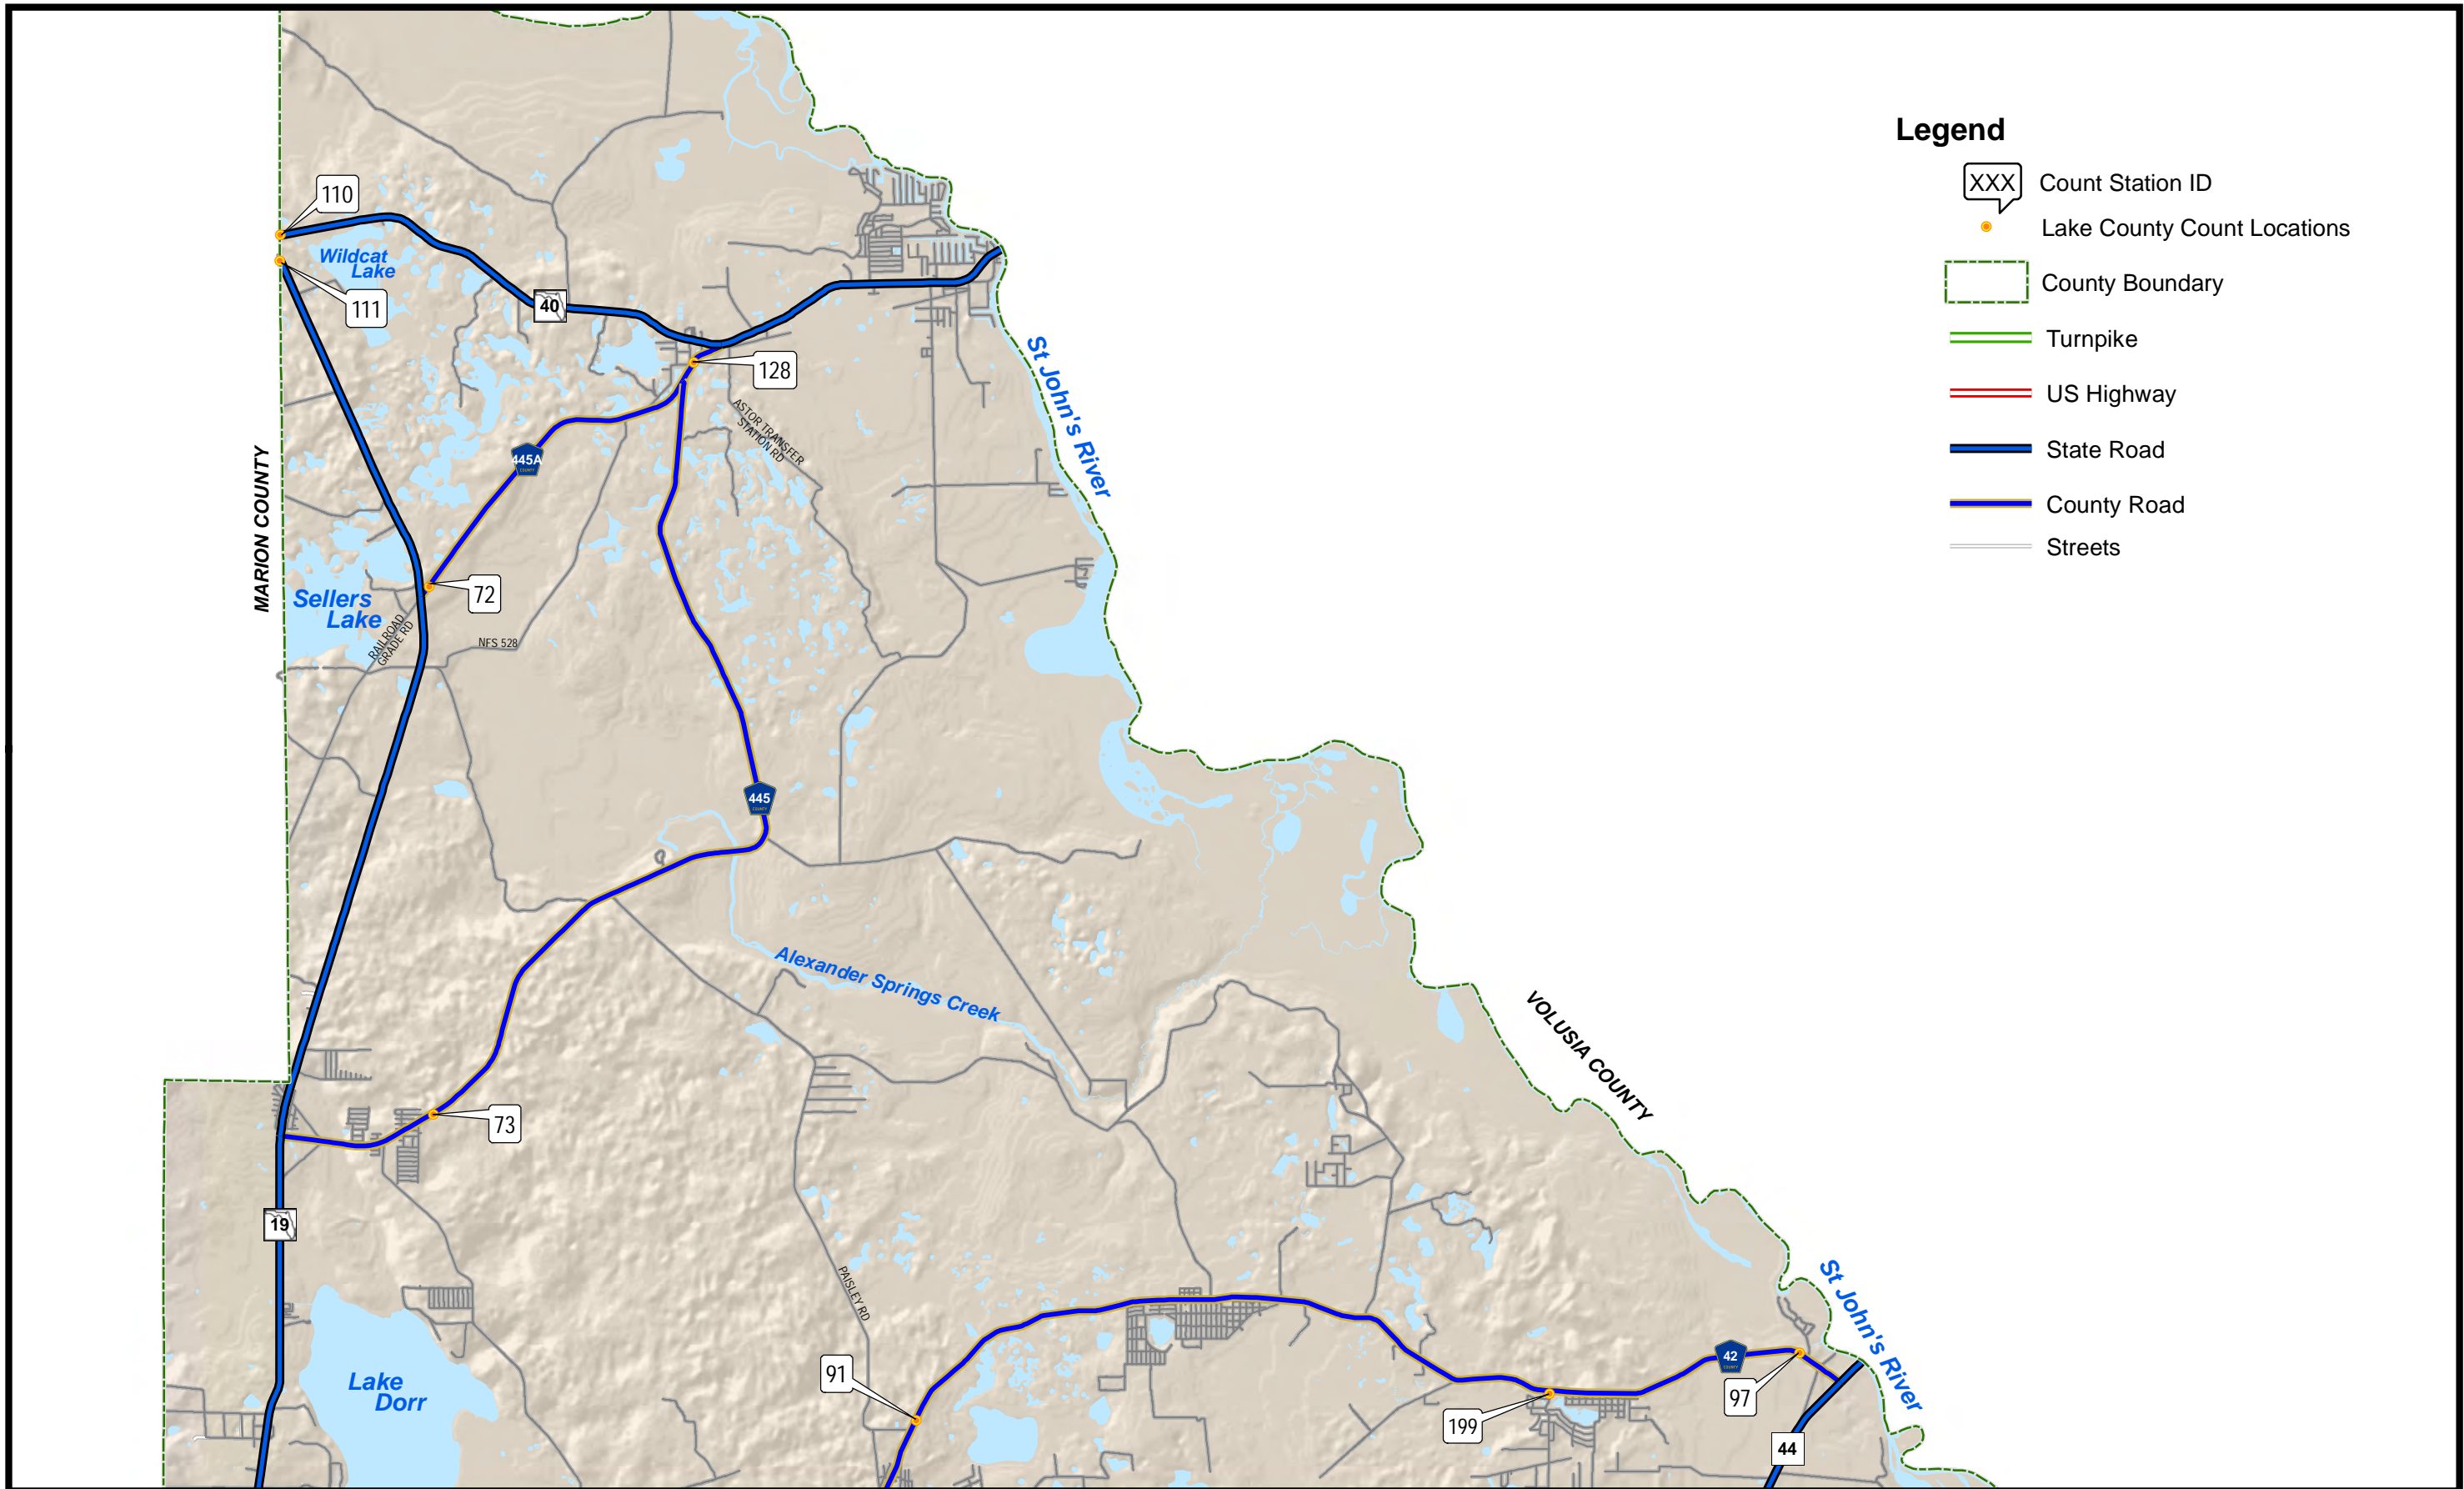 Legend
XXX
Count Station ID
Lake County Count Locations
County Boundary
Turnpike
US Highway
State Road
County Road
Streets
110
Wildcat
Lake
111
40
128
St John's River
ASTOR TRANSFER
STATION RD
MARION COUNTY
445A
COUNTY
72
Sellers
Lake
RAILROAD
GRADE RD
NFS 528
445
COUNTY
Alexander Springs Creek
VOLUSIA COUNTY
73
19
PAISLEY RD
St John's River
Lake
Dorr
91
42
COUNTY
97
199
44